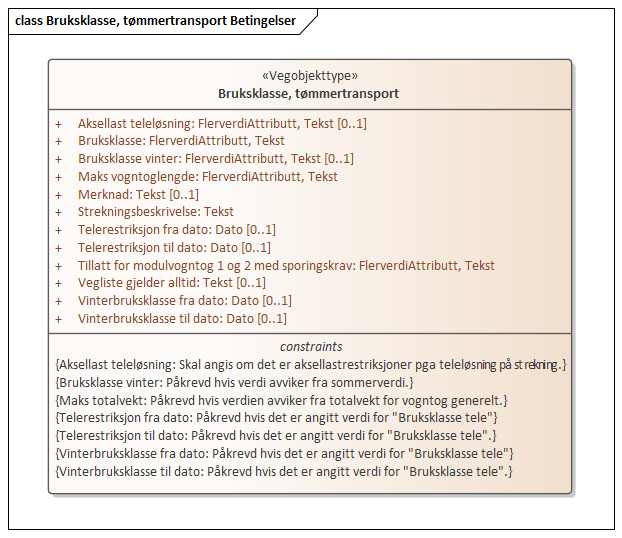 class Bruksklasse, tømmertransport Betingelser
«Vegobjekttype»
Bruksklasse, tømmertransport
+ Aksellast teleløsning: FlerverdiAttributt, Tekst [0..1]
+ Bruksklasse: FlerverdiAttributt, Tekst
+ Bruksklasse vinter: FlerverdiAttributt, Tekst [0..1]
+ Maks vogntoglengde: FlerverdiAttributt, Tekst
+ Merknad: Tekst [0..1]
+ Strekningsbeskrivelse: Tekst
+ Telerestriksjon fra dato: Dato [0..1]
+ Telerestriksjon til dato: Dato [0..1]
+ Tillatt for modulvogntog 1 og 2 med sporingskrav: FlerverdiAttributt, Tekst
+ Vegliste gjelder alltid: Tekst [0..1]
+ Vinterbruksklasse fra dato: Dato [0..1]
+ Vinterbruksklasse til dato: Dato [0..1]
constraints
{Aksellast teleløsning: Skal angis om det er aksellastrestriksjoner pga teleløsning på strekning.}
{Bruksklasse vinter: Påkrevd hvis verdi avviker fra sommerverdi.}
{Maks totalvekt: Påkrevd hvis verdien avviker fra totalvekt for vogntog generelt.}
{Telerestriksjon fra dato: Påkrevd hvis det er angitt verdi for "Bruksklasse tele"}
{Telerestriksjon til dato: Påkrevd hvis det er angitt verdi for "Bruksklasse tele".}
{Vinterbruksklasse fra dato: Påkrevd hvis det er angitt verdi for "Bruksklasse tele"}
{Vinterbruksklasse til dato: Påkrevd hvis det er angitt verdi for "Bruksklasse tele".}